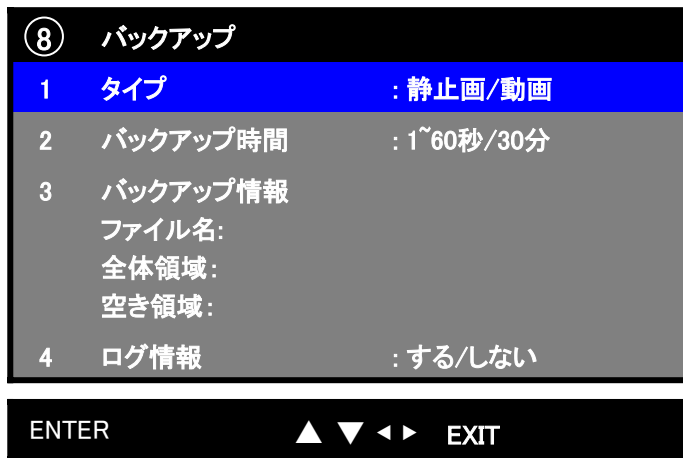 ⑧ バックアップ
1 タイプ :静止画/動画
2 バックアップ時間 :1~60秒/30分
3 バックアップ情報
ファイル名:
全体領域:
空き領域:
4 ログ情報 :する/しない
ENTER ▲ ▼ ◀ ▶ EXIT